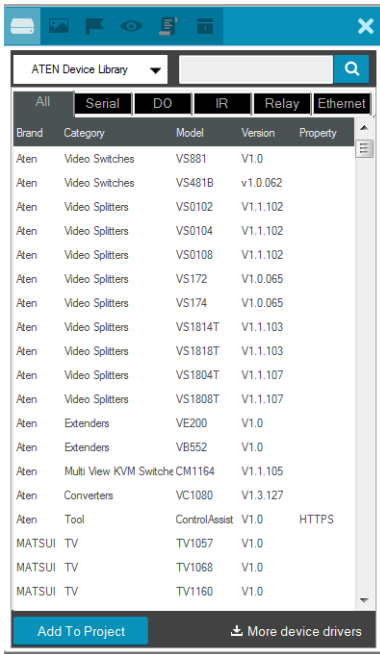 ATEN Device Library
All Serial DO IR Relay Ethernet
Brand Category Model Version Property
Aten Video Switches VS881 V1.0
Aten Video Switches VS481B v1.0.062
Aten Video Splitters VS0102 V1.1.102
Aten Video Splitters VS0104 V1.1.102
Aten Video Splitters VS0108 V1.1.102
Aten Video Splitters VS172 V1.0.065
Aten Video Splitters VS174 V1.0.065
Aten Video Splitters VS1814T V1.1.103
Aten Video Splitters VS1818T V1.1.103
Aten Video Splitters VS1804T V1.1.107
Aten Video Splitters VS1808T V1.1.107
Aten Extenders VE200 V1.0
Aten Extenders VB552 V1.0
Aten Multi View KVM Switche CM1164 V1.1.105
Aten Converters VC1080 V1.3.127
Aten Tool ControlAssist V1.0 HTTPS
MATSUI TV TV1057 V1.0
MATSUI TV TV1068 V1.0
MATSUI TV TV1160 V1.0
Add To Project More device drivers